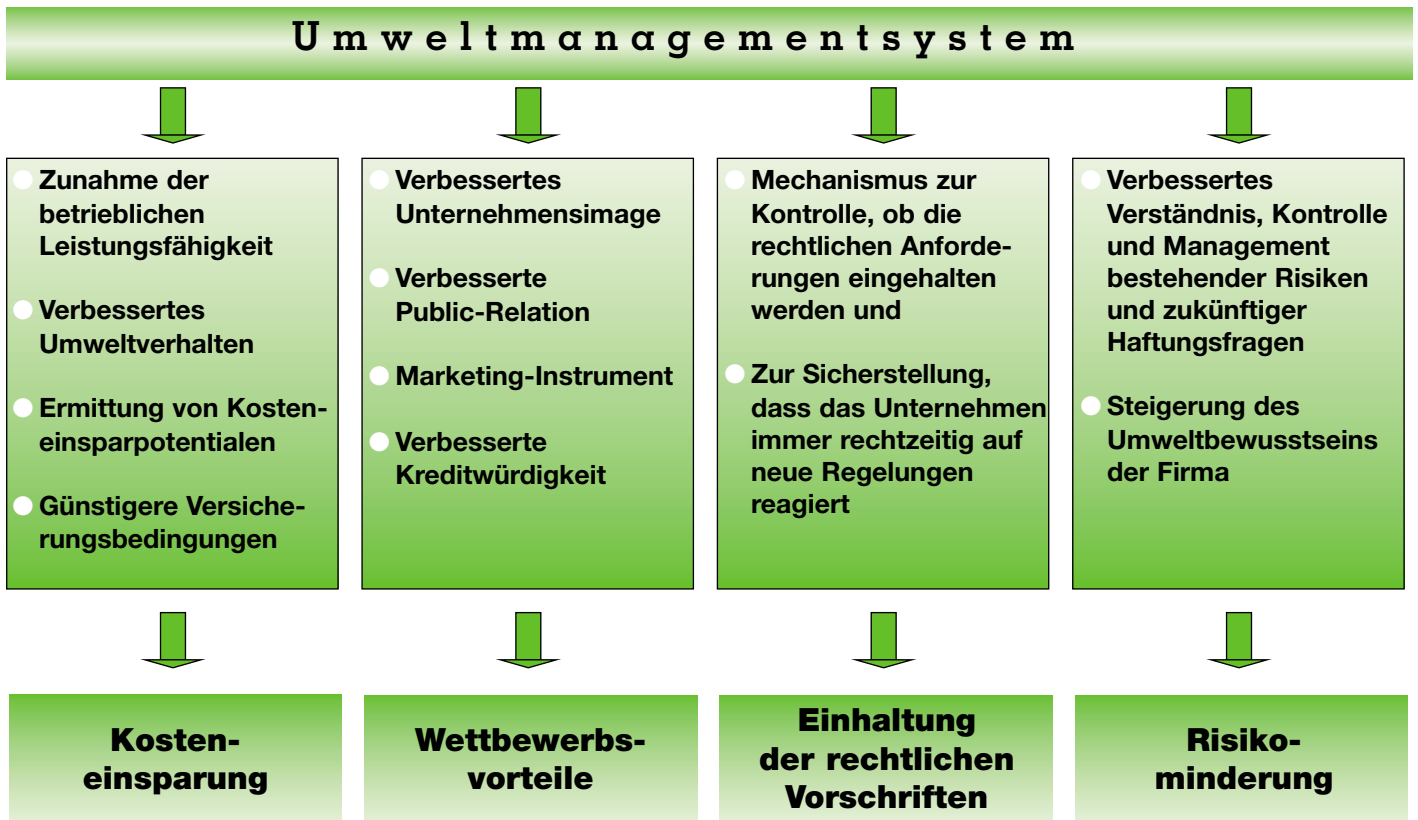 Umweltmanagementsystem
Zunahme der
betrieblichen
Leistungsfähigkeit
Verbessertes
Umweltverhalten
Ermittung von Kosten-
einsparpotentialen
Günstigere Versiche-
rungsbedingungen
Verbessertes
Unternehmensimage
Verbesserte
Public-Relation
Marketing-Instrument
Verbesserte
Kreditwürdigkeit
Mechanismus zur
Kontrolle, ob die
rechtlichen Anforde-
rungen eingehalten
werden und
Zur Sicherstellung,
dass das Unternehmen
immer rechtzeitig auf
neue Regelungen
reagiert
Verbessertes
Verständnis, Kontrolle
und Management
bestehender Risiken
und zukünftiger
Haftungsfragen
Steigerung des
Umweltbewusstseins
der Firma
Kosten-
einsparung
Wettbewerbs-
vorteile
Einhaltung
der rechtlichen
Vorschriften
Risiko-
minderung